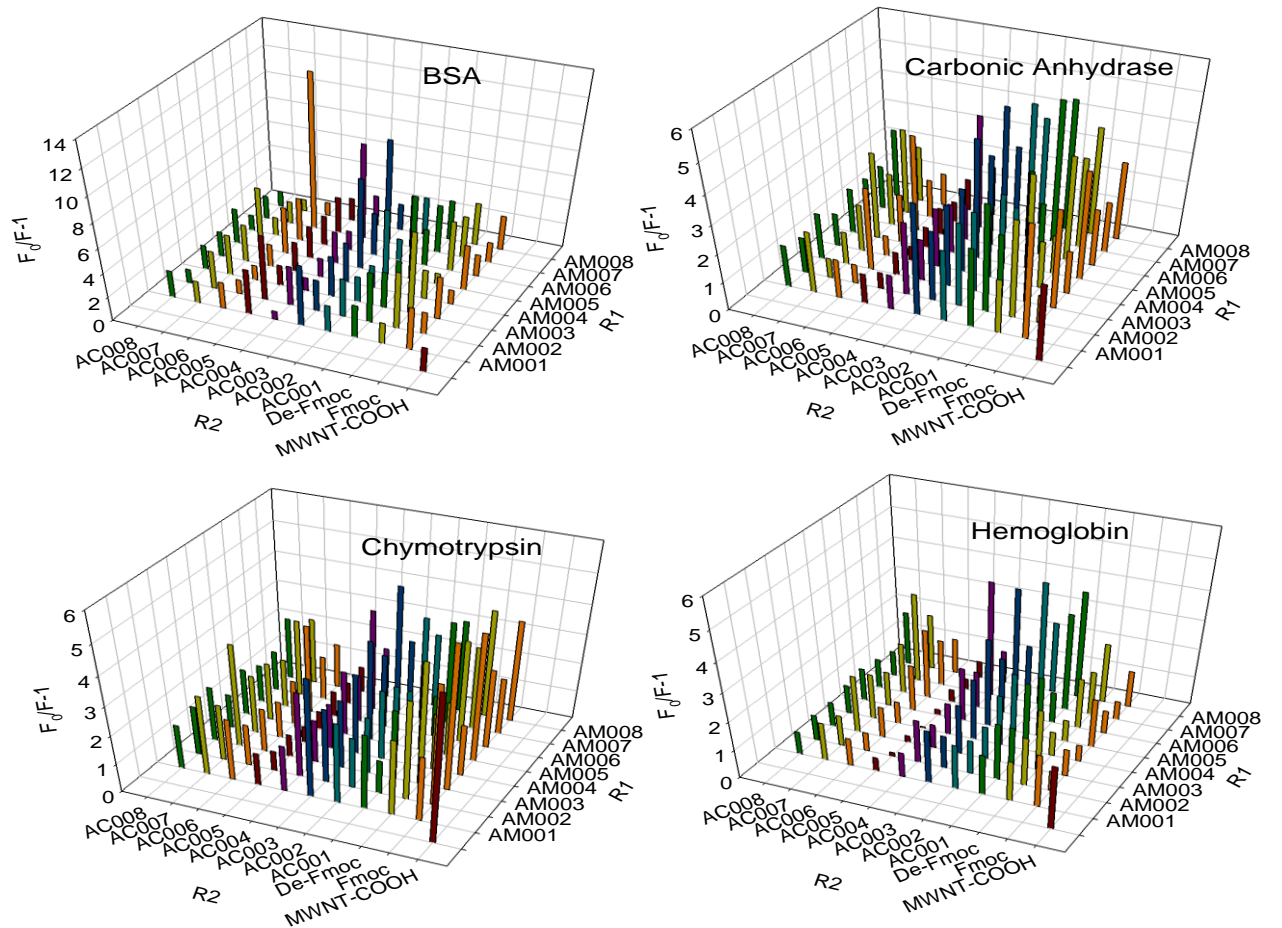 BSA
F₀/F-1
14
12
10
8
6
4
2
0
AC008
AC007
AC006
AC005
AC004
AC003
AC002
AC001
De-Fmoc
Fmoc
MWNT-COOH
R2
AM008
AM007
AM006
AM005
AM004
AM003
AM002
AM001
R1
Carbonic Anhydrase
F₀/F-1
6
5
4
3
2
1
0
AC008
AC007
AC006
AC005
AC004
AC003
AC002
AC001
De-Fmoc
Fmoc
MWNT-COOH
R2
AM008
AM007
AM006
AM005
AM004
AM003
AM002
AM001
R1
Chymotrypsin
F₀/F-1
6
5
4
3
2
1
0
AC008
AC007
AC006
AC005
AC004
AC003
AC002
AC001
De-Fmoc
Fmoc
MWNT-COOH
R2
AM008
AM007
AM006
AM005
AM004
AM003
AM002
AM001
R1
Hemoglobin
F₀/F-1
6
5
4
3
2
1
0
AC008
AC007
AC006
AC005
AC004
AC003
AC002
AC001
De-Fmoc
Fmoc
MWNT-COOH
R2
AM008
AM007
AM006
AM005
AM004
AM003
AM002
AM001
R1